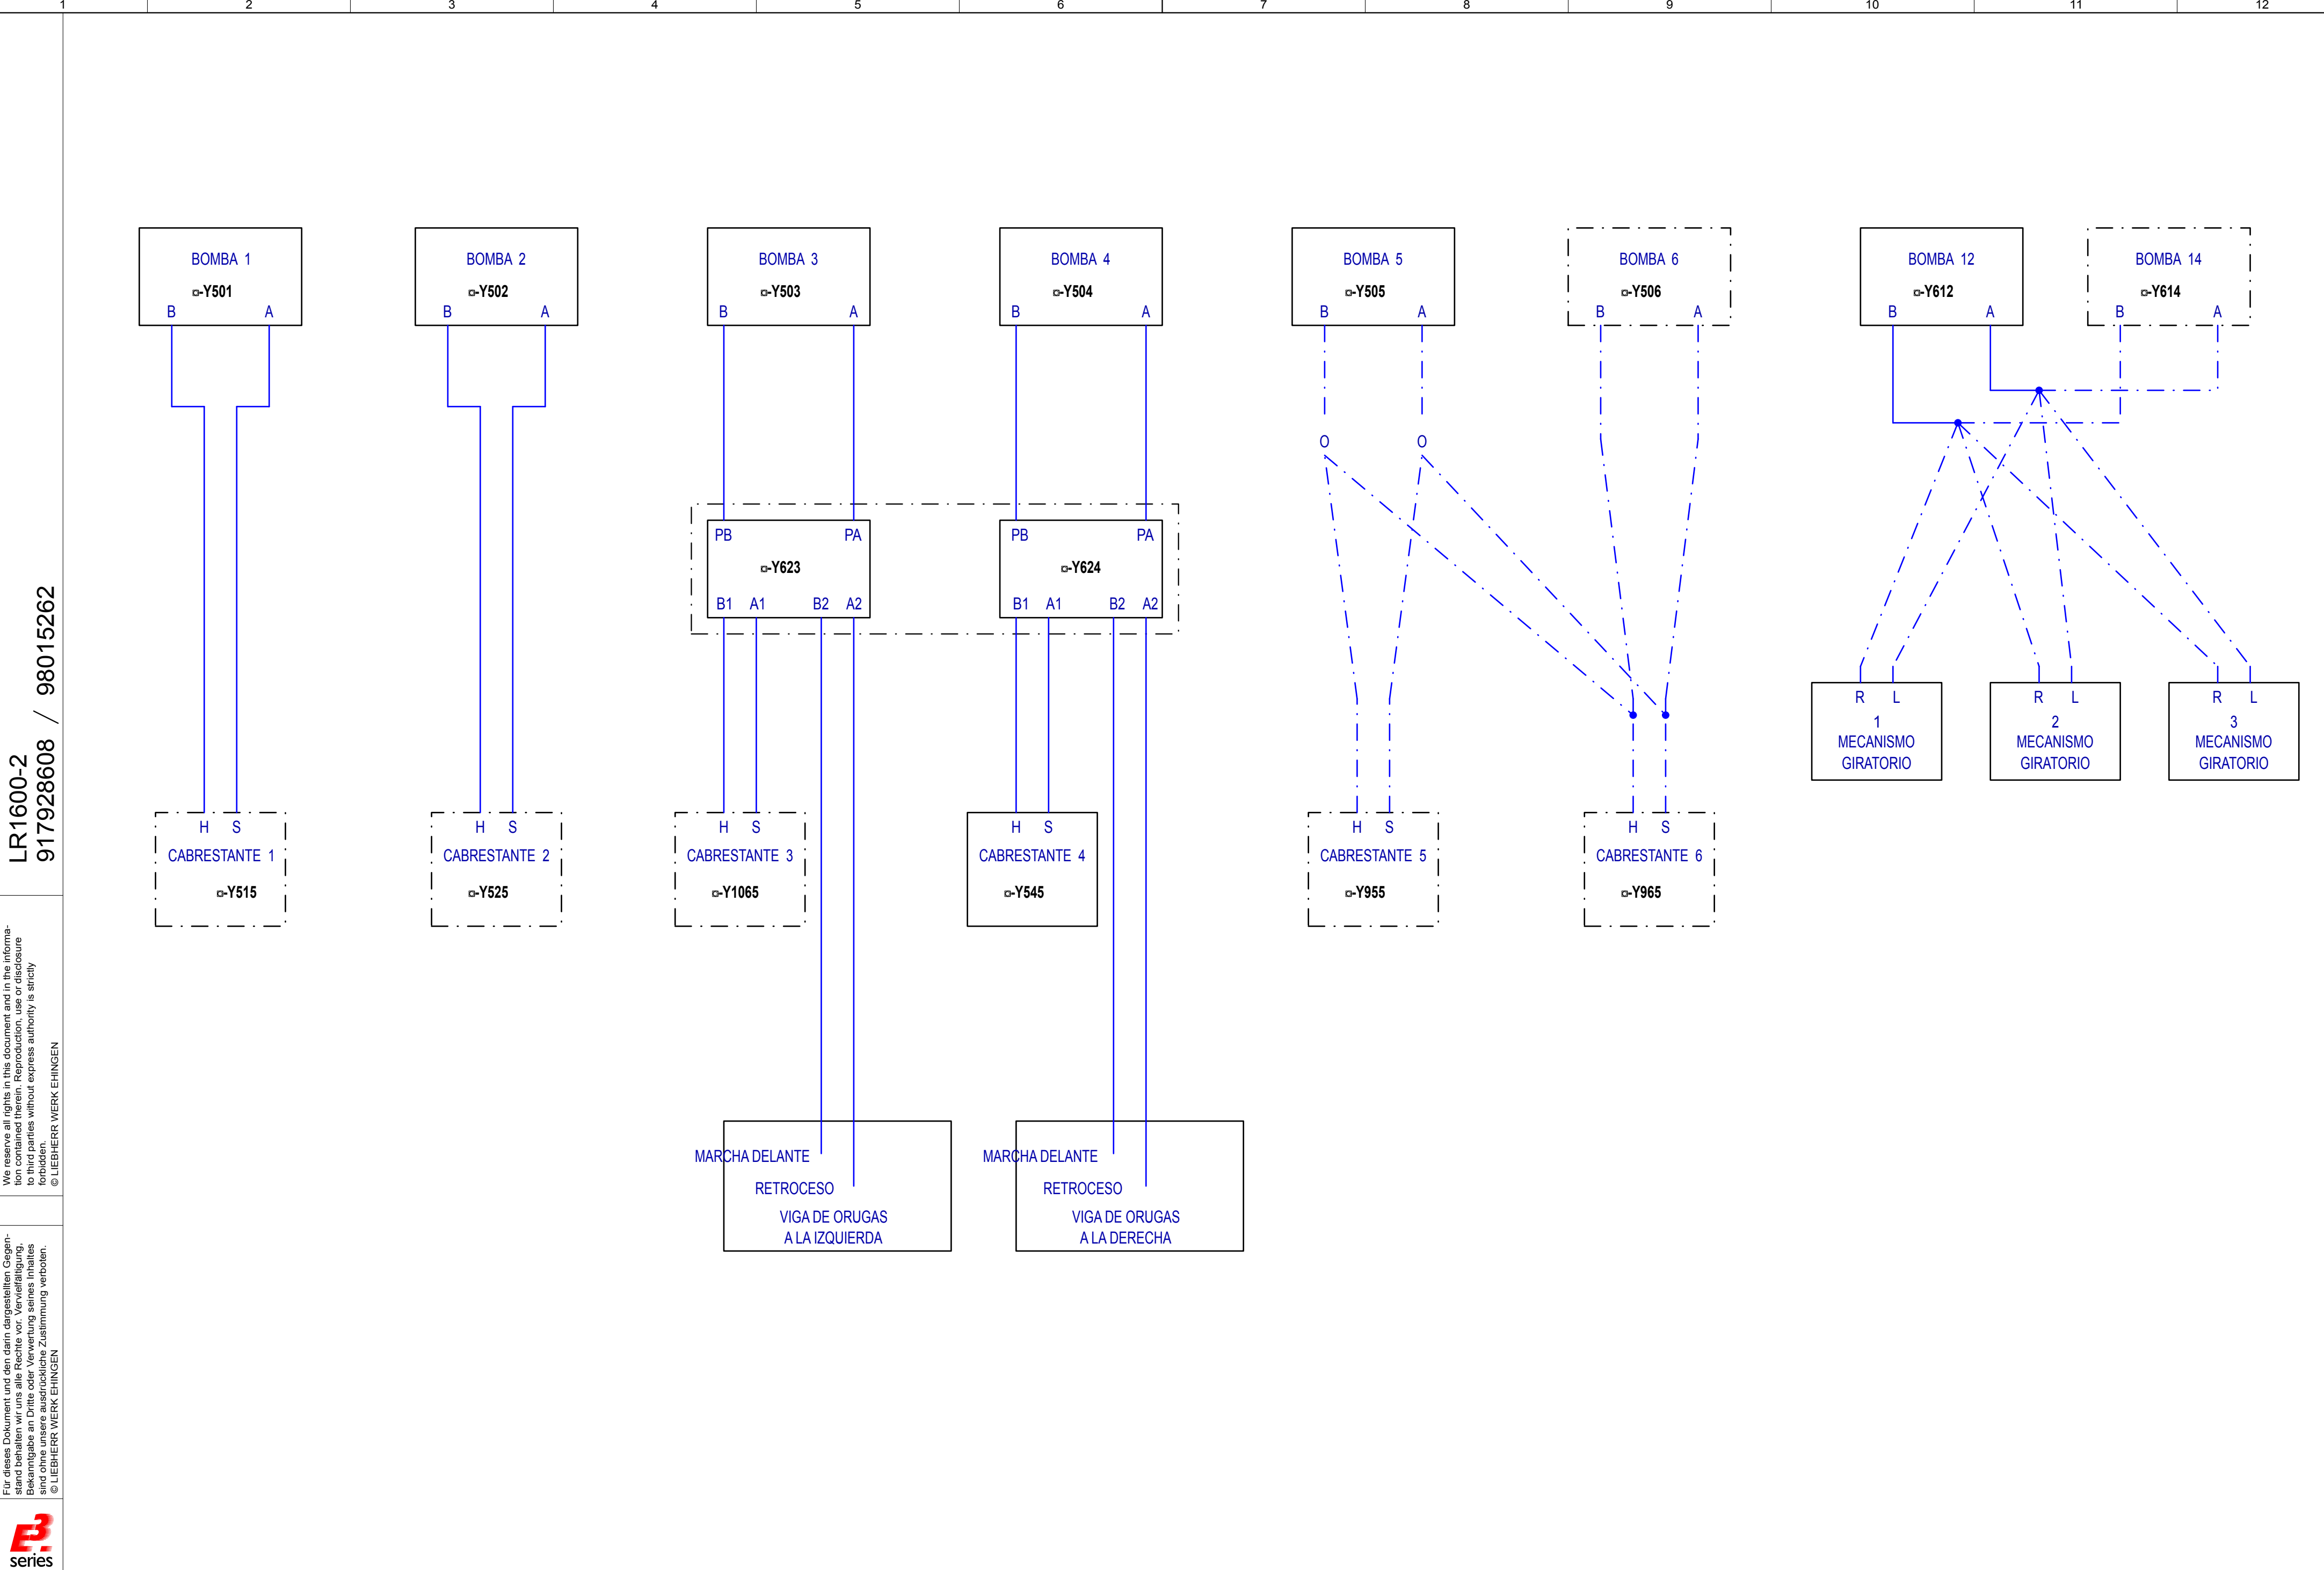 1 2 3 4 5 6 7 8 9 10 11 12
BOMBA 1
¤-Y501
B A
BOMBA 2
¤-Y502
B A
BOMBA 3
¤-Y503
B A
BOMBA 4
¤-Y504
B A
BOMBA 5
¤-Y505
B A
BOMBA 6
¤-Y506
B A
BOMBA 12
¤-Y612
B A
BOMBA 14
¤-Y614
B A
O O
PB PA
¤-Y623
B1 A1 B2 A2
PB PA
¤-Y624
B1 A1 B2 A2
R L
1
MECANISMO
GIRATORIO
R L
2
MECANISMO
GIRATORIO
R L
3
MECANISMO
GIRATORIO
H S
CABRESTANTE 1
¤-Y515
H S
CABRESTANTE 2
¤-Y525
H S
CABRESTANTE 3
¤-Y1065
H S
CABRESTANTE 4
¤-Y545
H S
CABRESTANTE 5
¤-Y955
H S
CABRESTANTE 6
¤-Y965
MARCHA DELANTE
RETROCESO
VIGA DE ORUGAS
A LA IZQUIERDA
MARCHA DELANTE
RETROCESO
VIGA DE ORUGAS
A LA DERECHA
LR1600-2
917928608 / 98015262
We reserve all rights in this document and in the informa-
tion contained therein. Reproduction, use or disclosure
to third parties without express authority is strictly
forbidden.
© LIEBHERR WERK EHINGEN
Für dieses Dokument und den darin dargestellten Gegen-
stand behalten wir uns alle Rechte vor. Vervielfältigung,
Bekanntgabe an Dritte oder Verwertung seines Inhaltes
sind ohne unsere ausdrückliche Zustimmung verboten.
© LIEBHERR WERK EHINGEN
E3.
series